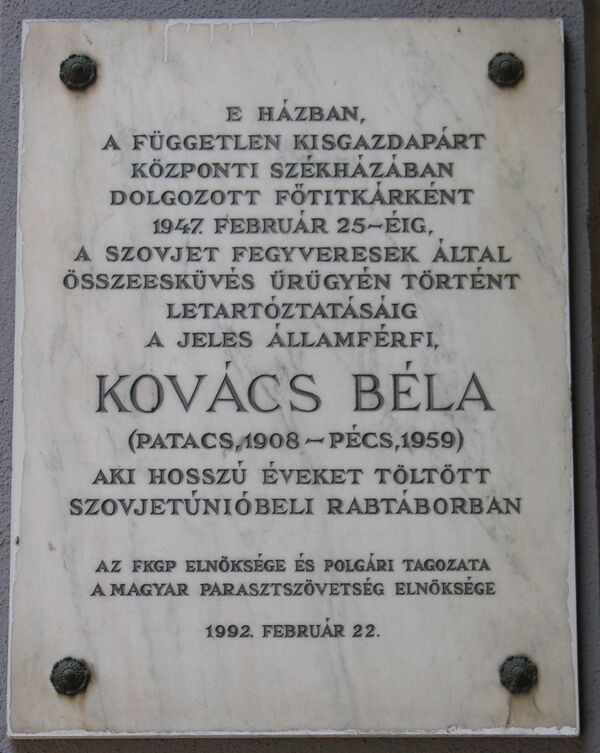 E HÁZBAN,
A FÜGGETLEN KISGAZDAPÁRT
KÖZPONTI SZÉKHÁZÁBAN
DOLGOZOTT FŐTITKÁRKÉNT
1947. FEBRUÁR 25-ÉIG,
A SZOVJET FEGYVERESEK ÁLTAL
ÖSSZEESKÜVÉS ÜRÜGYÉN TÖRTÉNT
LETARTÓZTATÁSÁIG
A JELES ÁLLAMFÉRFI,
KOVÁCS BÉLA
(PATACS, 1908 – PÉCS, 1959)
AKI HOSSZÚ ÉVEKET TÖLTÖTT
SZOVJETÚNIÓBELI RABTÁBORBAN
AZ FKGP ELNÖKSÉGE ÉS POLGÁRI TAGOZATA
A MAGYAR PARASZTSZÖVETSÉG ELNÖKSÉGE
1992. FEBRUÁR 22.